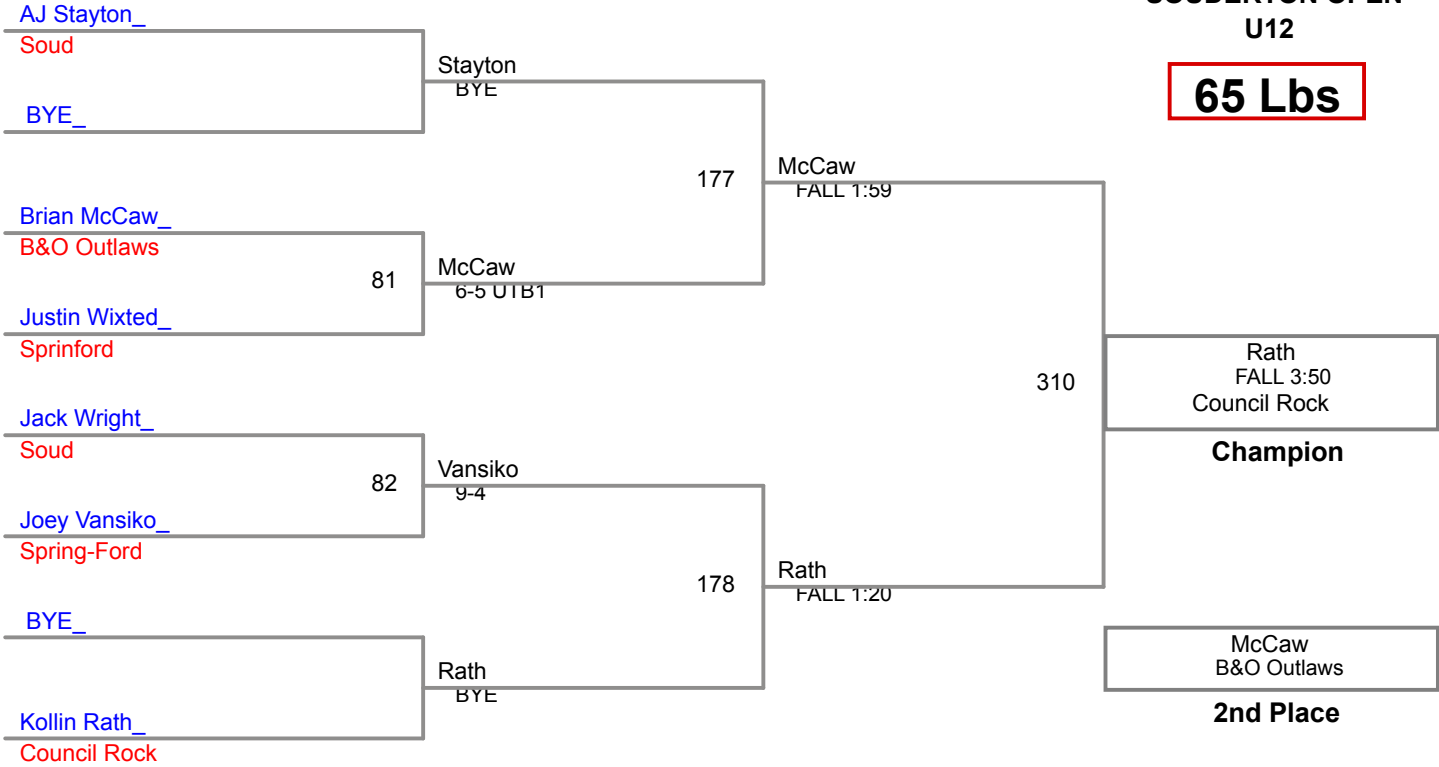 U12
65 Lbs
AJ Stayton_
Soud
BYE_
Brian McCaw_
B&O Outlaws
Justin Wixted_
Sprinford
Jack Wright_
Soud
Joey Vansiko_
Spring-Ford
BYE_
Kollin Rath_
Council Rock
81
82
Stayton
BYE
McCaw
6-5 UTB1
Vansiko
9-4
Rath
BYE
177
178
McCaw
FALL 1:59
Rath
FALL 1:20
310
Rath
FALL 3:50
Council Rock
Champion
McCaw
B&O Outlaws
2nd Place